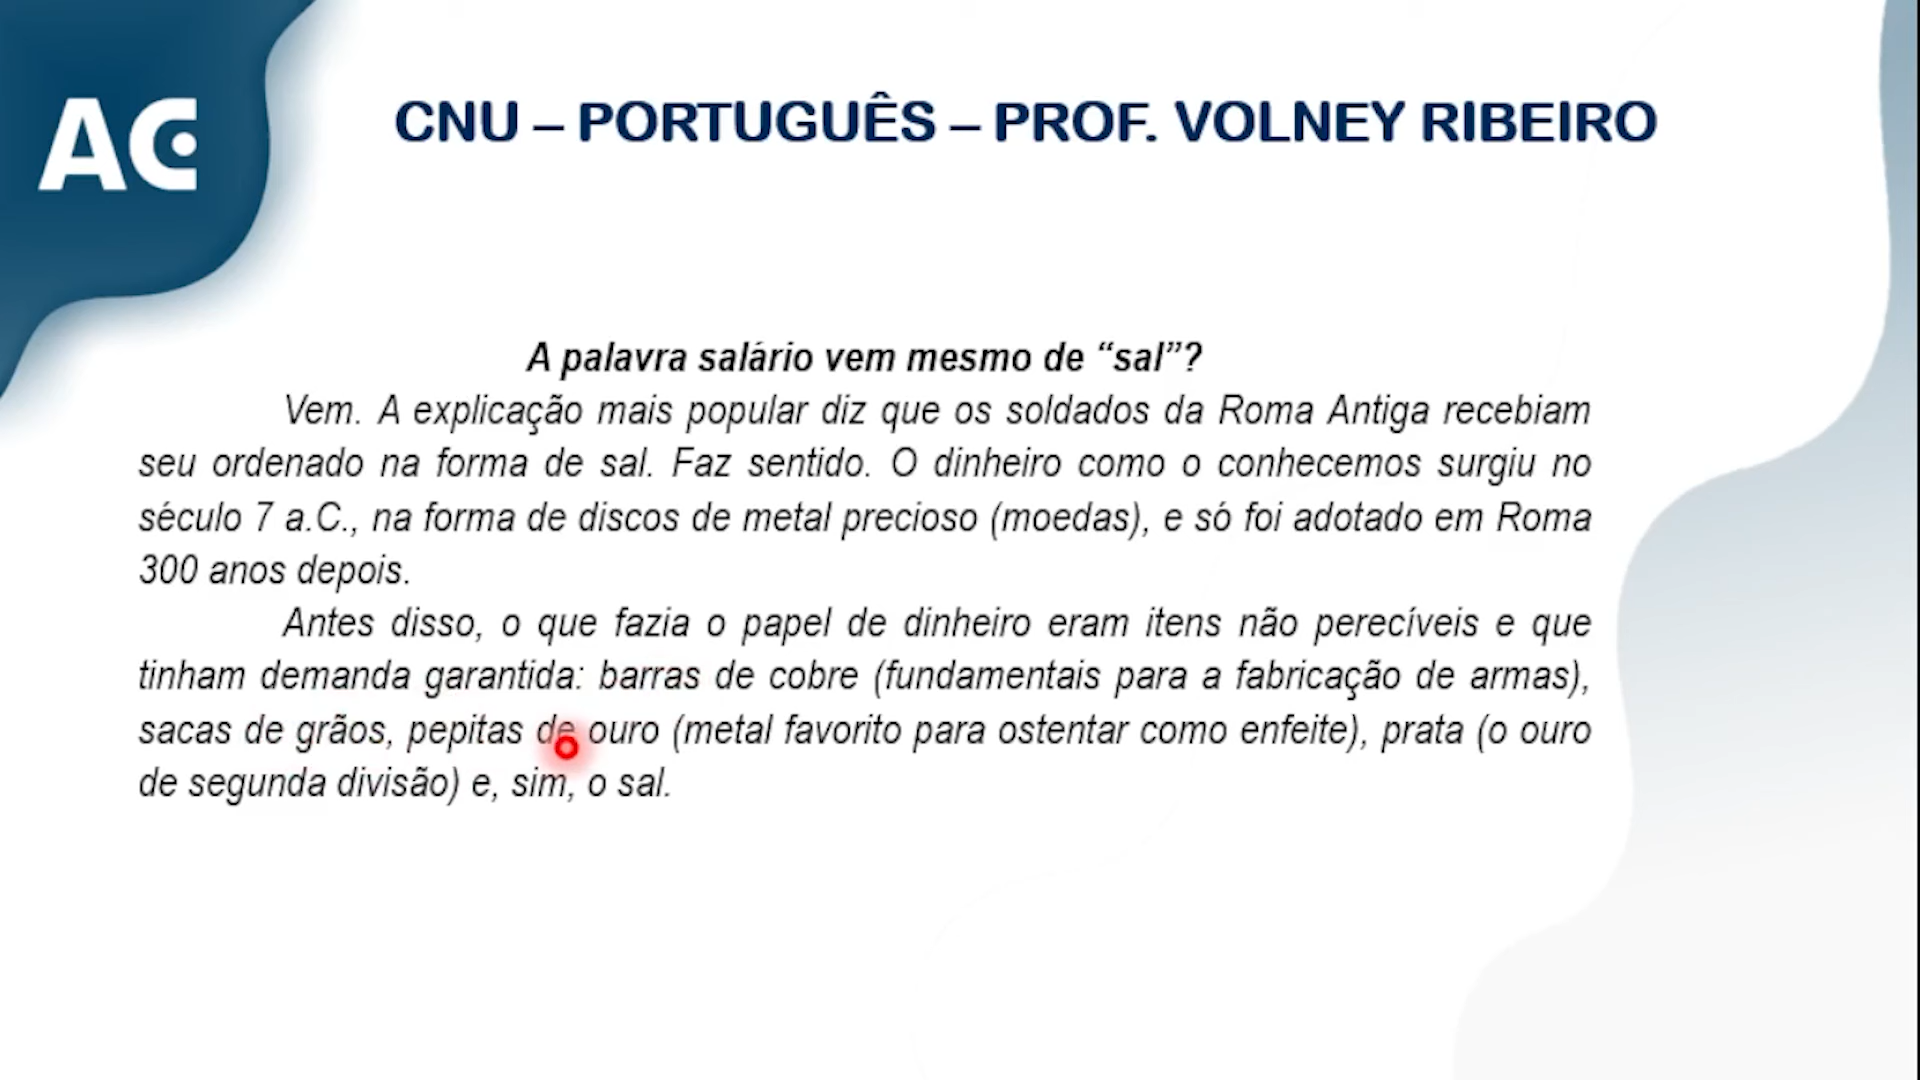 AC
CNU – PORTUGUÊS – PROF. VOLNEY RIBEIRO
A palavra salário vem mesmo de “sal”?
Vem. A explicação mais popular diz que os soldados da Roma Antiga recebiam
seu ordenado na forma de sal. Faz sentido. O dinheiro como o conhecemos surgiu no
século 7 a.C., na forma de discos de metal precioso (moedas), e só foi adotado em Roma
300 anos depois.
Antes disso, o que fazia o papel de dinheiro eram itens não perecíveis e que
tinham demanda garantida: barras de cobre (fundamentais para a fabricação de armas),
sacas de grãos, pepitas de ouro (metal favorito para ostentar como enfeite), prata (o ouro
de segunda divisão) e, sim, o sal.